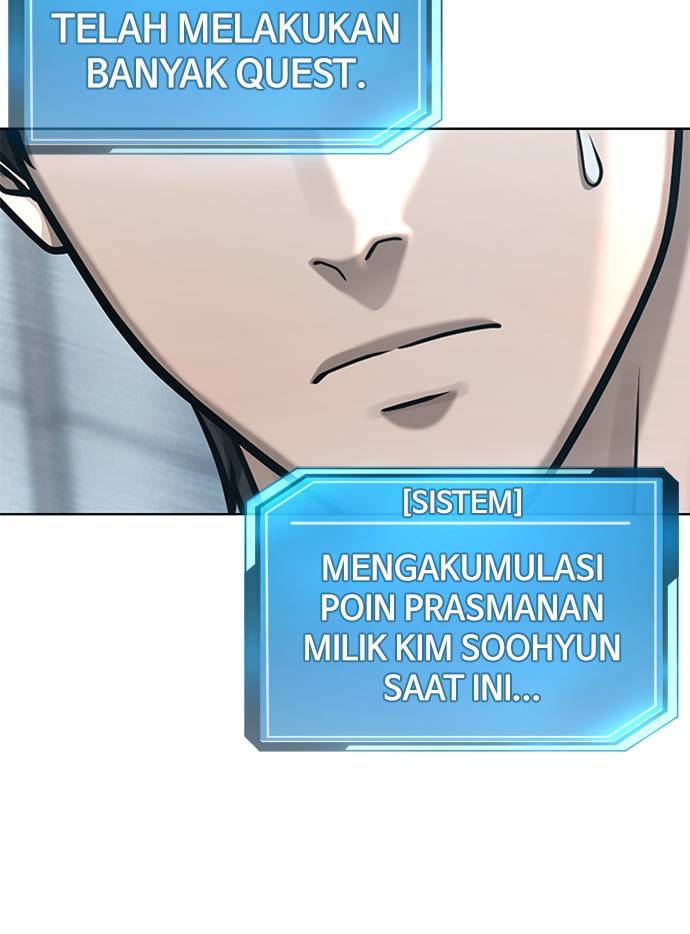 TELAH MELAKUKAN
BANYAK QUEST.
[SISTEM]
MENGAKUMULASI
POIN PRASMANAN
MILIK KIM SOOHYUN
SAAT INI...